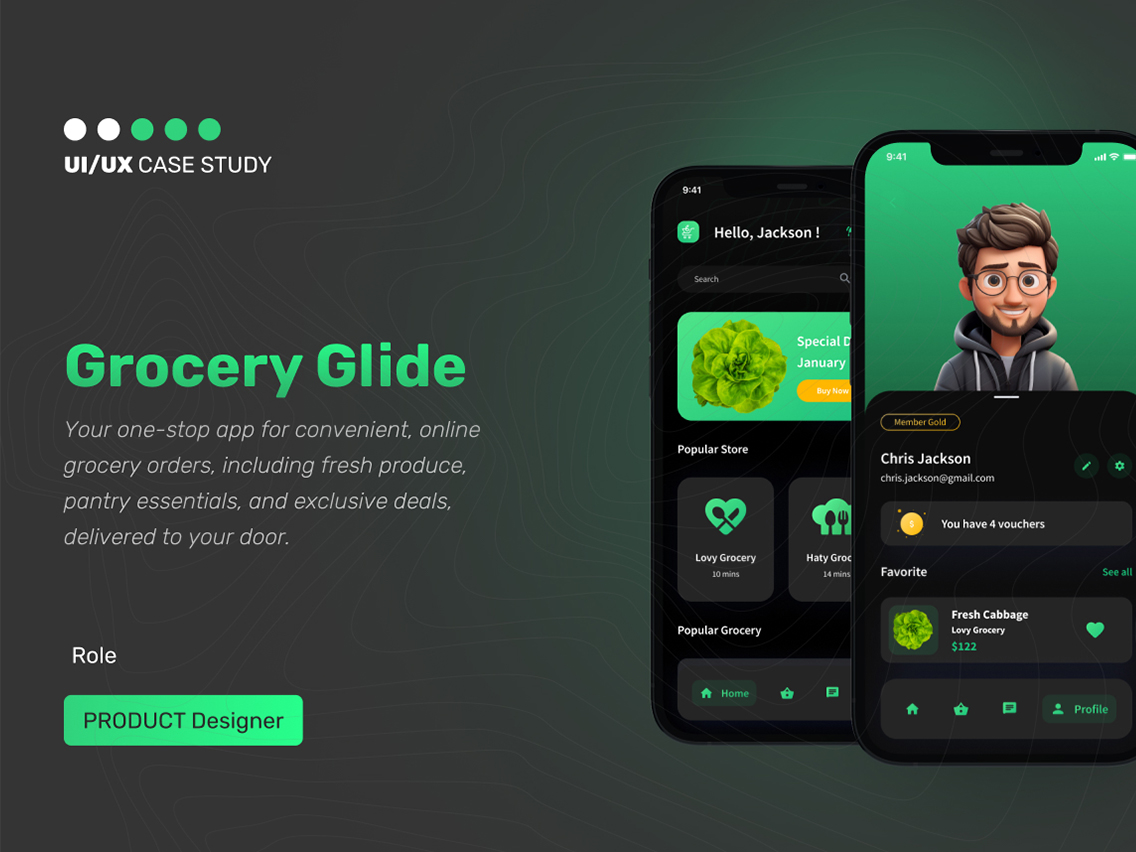 UI/UX CASE STUDY
Grocery Glide
Your one-stop app for convenient, online
grocery orders, including fresh produce,
pantry essentials, and exclusive deals,
delivered to your door.
Role
PRODUCT Designer
9:41
Hello, Jackson !
Search
Special D
January
Buy Now
Popular Store
Lovy Grocery
10 mins
Haty Groc
14 mins
Popular Grocery
Home
9:41
Member Gold
Chris Jackson
chris.jackson@gmail.com
$
You have 4 vouchers
Favorite
See all
Fresh Cabbage
Lovy Grocery
$122
Profile